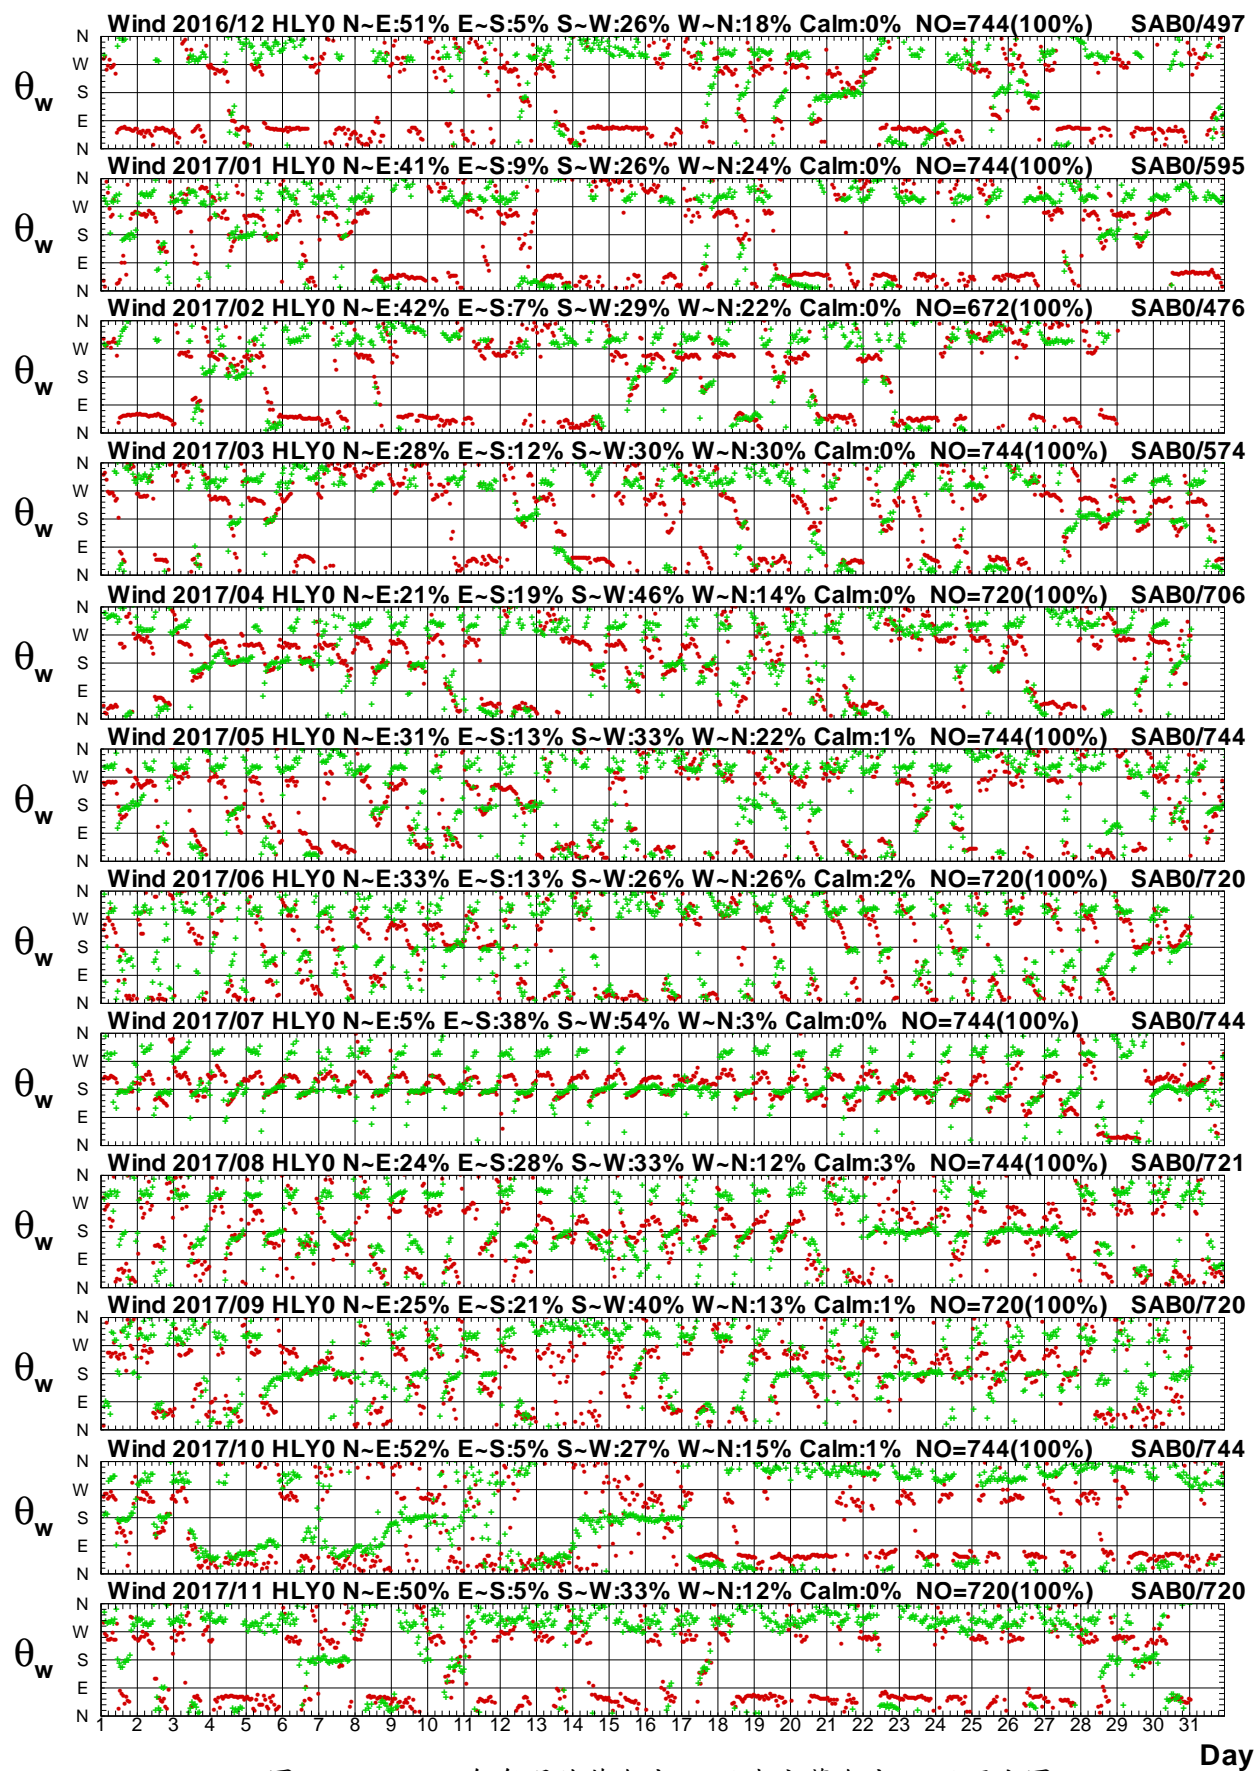 Wind 2016/12 HLY0 N~E:51% E~S:5% S~W:26% W~N:18% Calm:0% NO=744(100%) SAB0/497
N
W
θw S
E
N
Wind 2017/01 HLY0 N~E:41% E~S:9% S~W:26% W~N:24% Calm:0% NO=744(100%) SAB0/595
N
W
θw S
E
N
Wind 2017/02 HLY0 N~E:42% E~S:7% S~W:29% W~N:22% Calm:0% NO=672(100%) SAB0/476
N
W
θw S
E
N
Wind 2017/03 HLY0 N~E:28% E~S:12% S~W:30% W~N:30% Calm:0% NO=744(100%) SAB0/574
N
W
θw S
E
N
Wind 2017/04 HLY0 N~E:21% E~S:19% S~W:46% W~N:14% Calm:0% NO=720(100%) SAB0/706
N
W
θw S
E
N
Wind 2017/05 HLY0 N~E:31% E~S:13% S~W:33% W~N:22% Calm:1% NO=744(100%) SAB0/744
N
W
θw S
E
N
Wind 2017/06 HLY0 N~E:33% E~S:13% S~W:26% W~N:26% Calm:2% NO=720(100%) SAB0/720
N
W
θw S
E
N
Wind 2017/07 HLY0 N~E:5% E~S:38% S~W:54% W~N:3% Calm:0% NO=744(100%) SAB0/744
N
W
θw S
E
N
Wind 2017/08 HLY0 N~E:24% E~S:28% S~W:33% W~N:12% Calm:3% NO=744(100%) SAB0/721
N
W
θw S
E
N
Wind 2017/09 HLY0 N~E:25% E~S:21% S~W:40% W~N:13% Calm:1% NO=720(100%) SAB0/720
N
W
θw S
E
N
Wind 2017/10 HLY0 N~E:52% E~S:5% S~W:27% W~N:15% Calm:1% NO=744(100%) SAB0/744
N
W
θw S
E
N
Wind 2017/11 HLY0 N~E:50% E~S:5% S~W:33% W~N:12% Calm:0% NO=720(100%) SAB0/720
N
W
θw S
E
N
1 2 3 4 5 6 7 8 9 10 11 12 13 14 15 16 17 18 19 20 21 22 23 24 25 26 27 28 29 30 31
Day